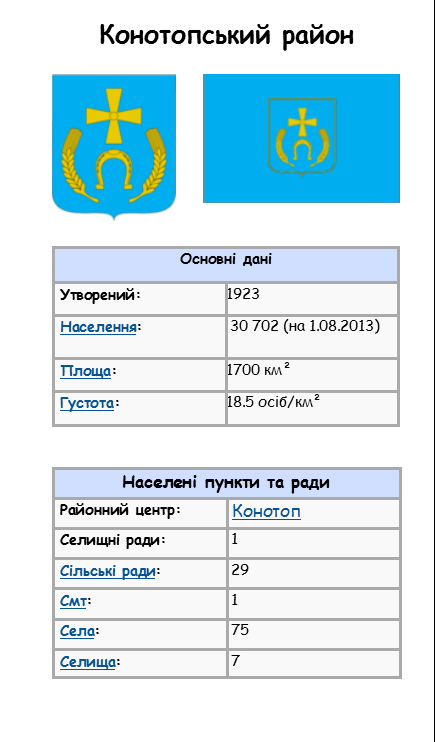 Конотопський район
Основні дані
Утворений: 1923
Населення: 30 702 (на 1.08.2013)
Площа: 1700 км²
Густота: 18.5 осіб/км²
Населені пункти та ради
Районний центр: Конотоп
Селищні ради: 1
Сільські ради: 29
Смт: 1
Села: 75
Селища: 7